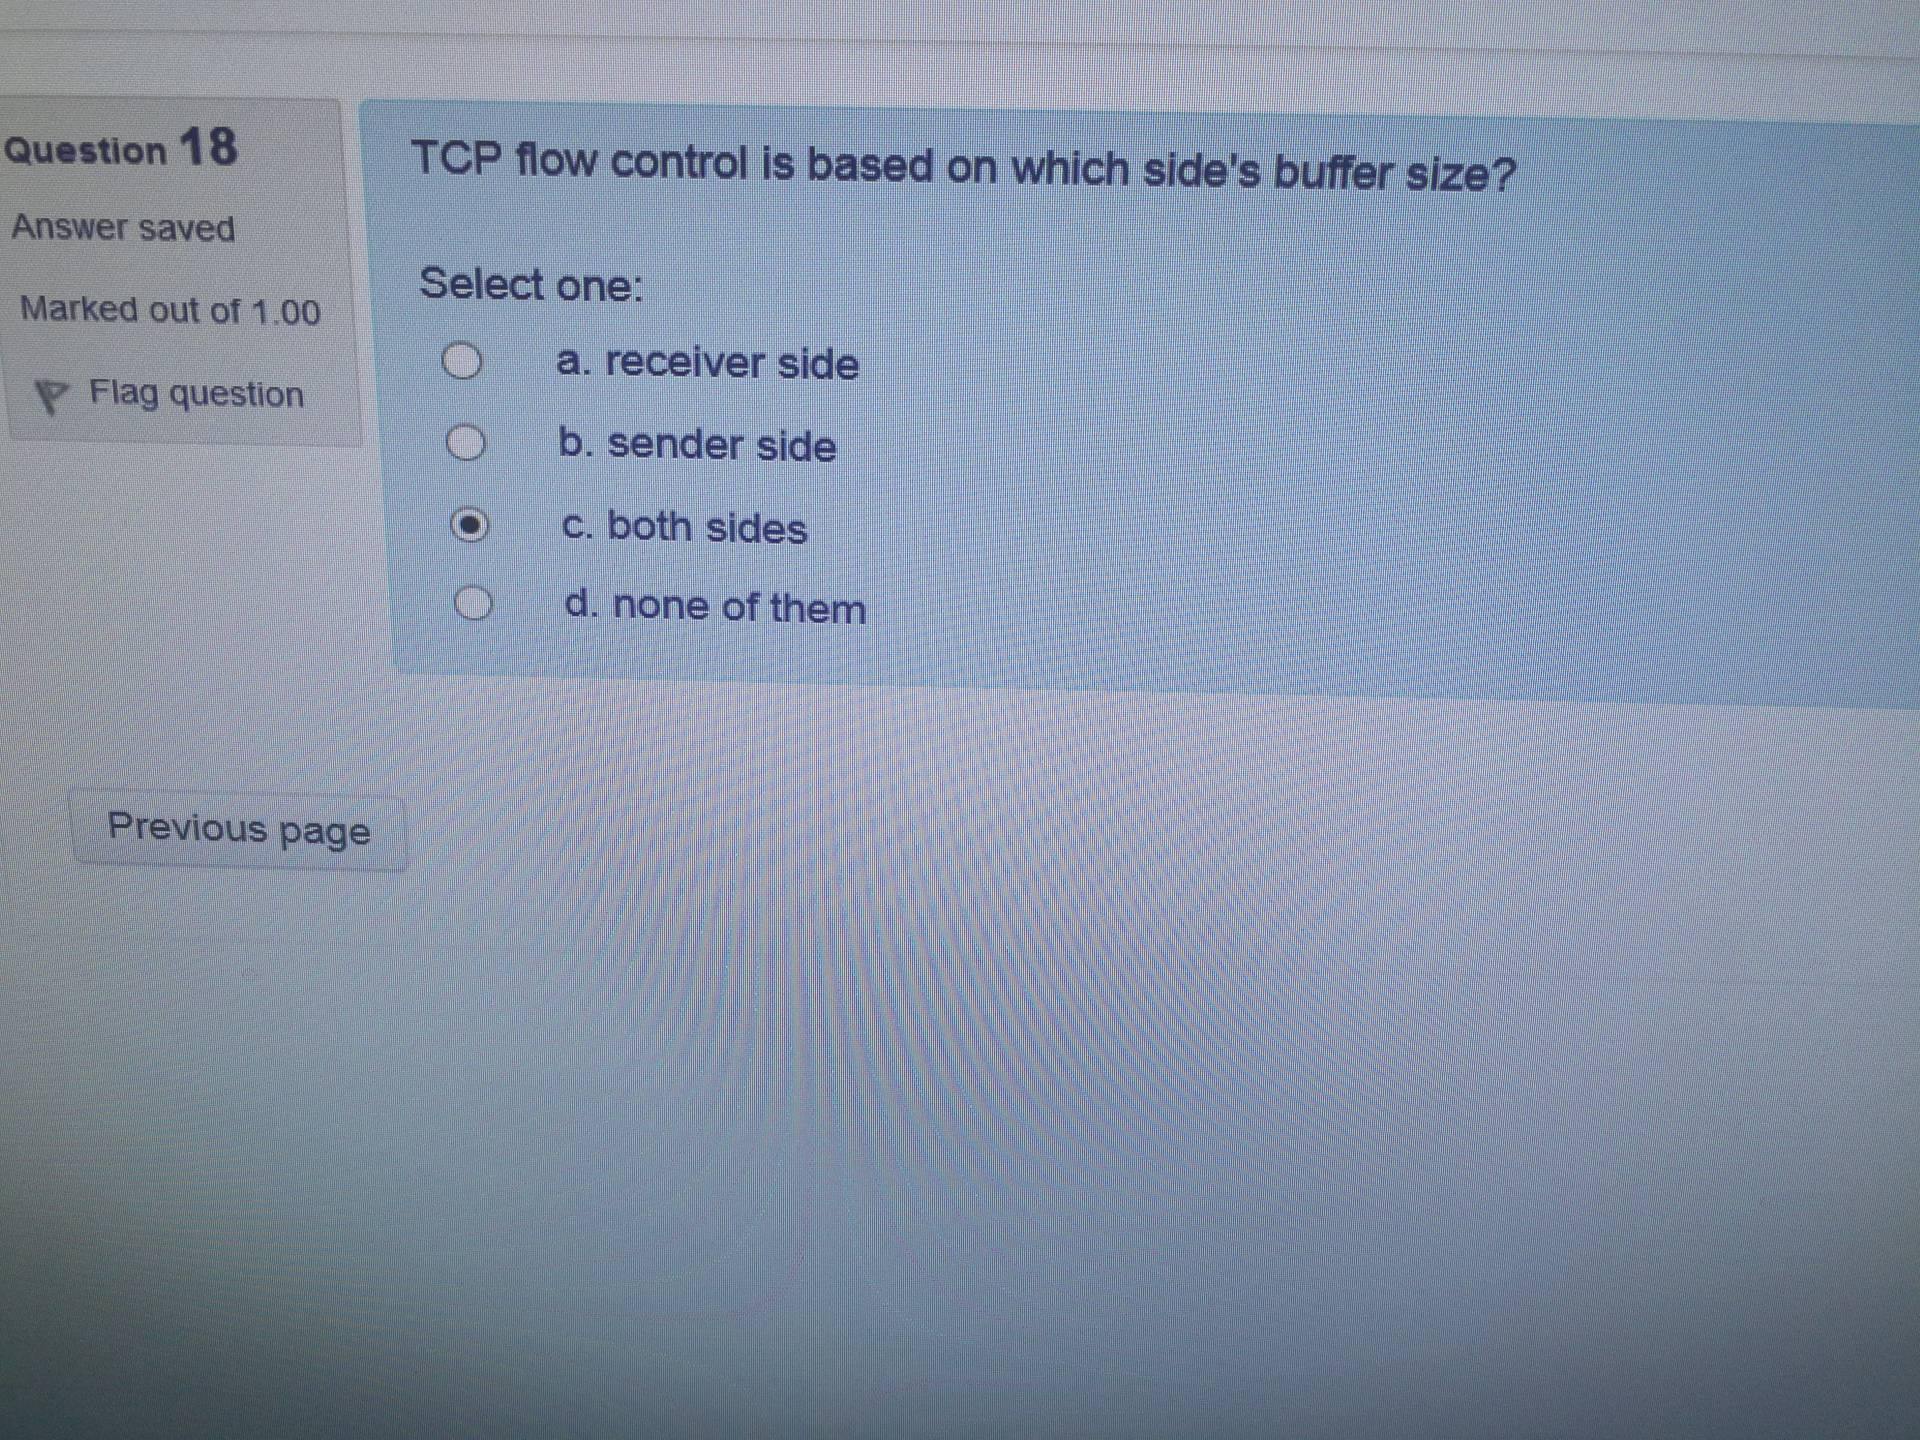 Question 18
Answer saved
Marked out of 1.00
Flag question
TCP flow control is based on which side's buffer size?
Select one:
a. receiver side
b. sender side
c. both sides
d. none of them
Previous page